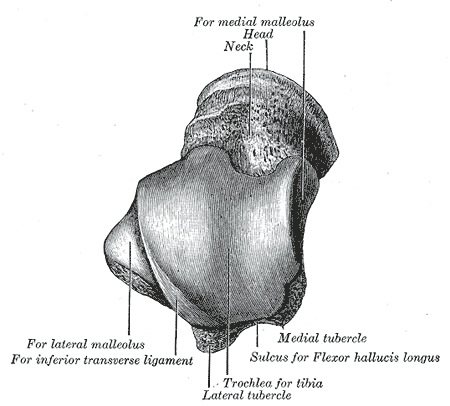 For medial malleolus
Head
Neck
For lateral malleolus
For inferior transverse ligament
Medial tubercle
Sulcus for Flexor hallucis longus
Trochlea for tibia
Lateral tubercle